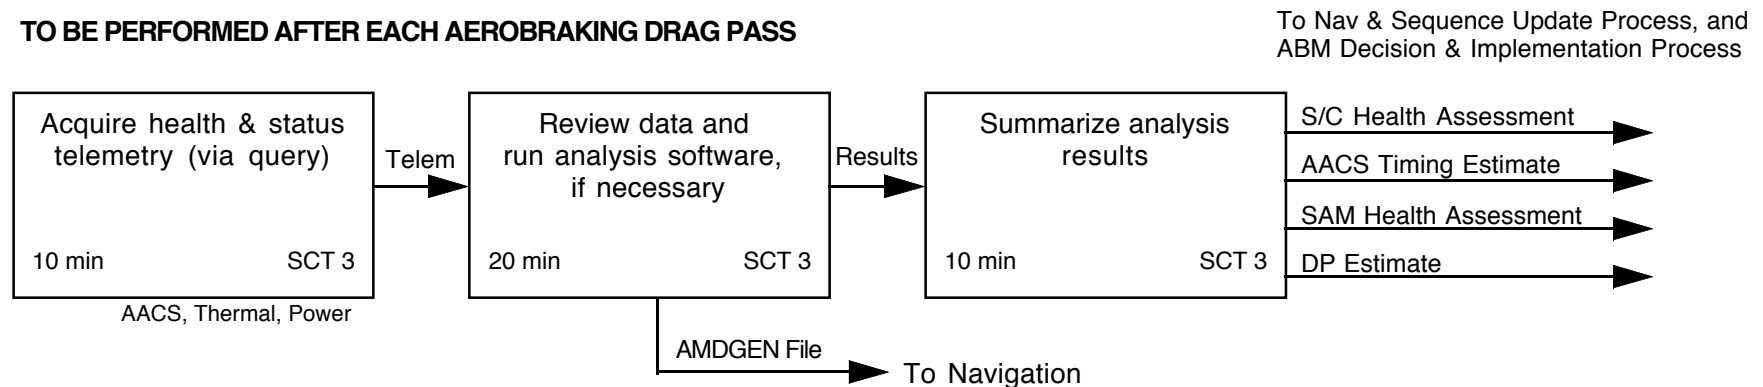 TO BE PERFORMED AFTER EACH AEROBRAKING DRAG PASS
To Nav & Sequence Update Process, and
ABM Decision & Implementation Process
Acquire health & status
telemetry (via query)
10 min
SCT 3
AACS, Thermal, Power
Telem
Review data and
run analysis software,
if necessary
20 min
SCT 3
Results
Summarize analysis
results
10 min
SCT 3
S/C Health Assessment
AACS Timing Estimate
SAM Health Assessment
DP Estimate
AMDGEN File
To Navigation